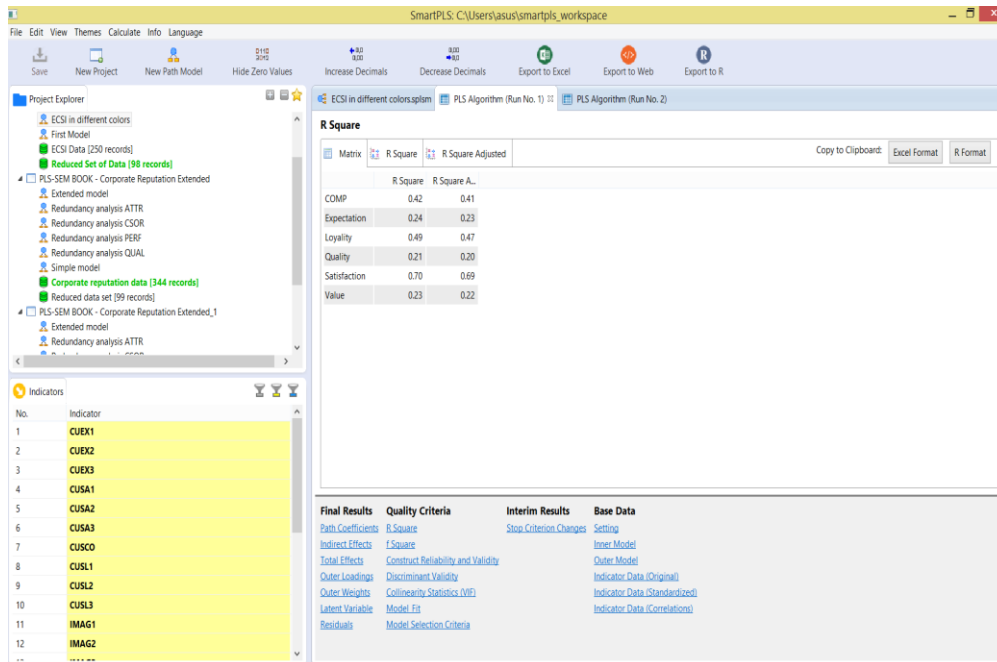 SmartPLS: C:\Users\asus\smartpls_workspace
File Edit View Themes Calculate Info Language
Save New Project New Path Model Hide Zero Values Increase Decimals Decrease Decimals Export to Excel Export to Web Export to R
Project Explorer
ECSI in different colors
First Model
ECSI Data [250 records]
Reduced Set of Data [98 records]
PLS-SEM BOOK - Corporate Reputation Extended
Extended model
Redundancy analysis ATTR
Redundancy analysis CSOR
Redundancy analysis PERF
Redundancy analysis QUAL
Simple model
Corporate reputation data [344 records]
Reduced data set [99 records]
PLS-SEM BOOK - Corporate Reputation Extended_1
Extended model
Redundancy analysis ATTR
Indicators
No. Indicator
1 CUEX1
2 CUEX2
3 CUEX3
4 CUSA1
5 CUSA2
6 CUSA3
7 CUSCO
8 CUSL1
9 CUSL2
10 CUSL3
11 IMAG1
12 IMAG2
ECSI in different colors.splsm PLS Algorithm (Run No. 1) PLS Algorithm (Run No. 2)
R Square
Matrix R Square R Square Adjusted Copy to Clipboard: Excel Format R Format
R Square R Square A...
COMP 0.42 0.41
Expectation 0.24 0.23
Loyality 0.49 0.47
Quality 0.21 0.20
Satisfaction 0.70 0.69
Value 0.23 0.22
Final Results Quality Criteria Interim Results Base Data
Path Coefficients R Square Stop Criterion Changes Setting
Indirect Effects f Square Inner Model
Total Effects Construct Reliability and Validity Outer Model
Outer Loadings Discriminant Validity Indicator Data (Original)
Outer Weights Collinearity Statistics (VIF) Indicator Data (Standardized)
Latent Variable Model_Fit Indicator Data (Correlations)
Residuals Model Selection Criteria